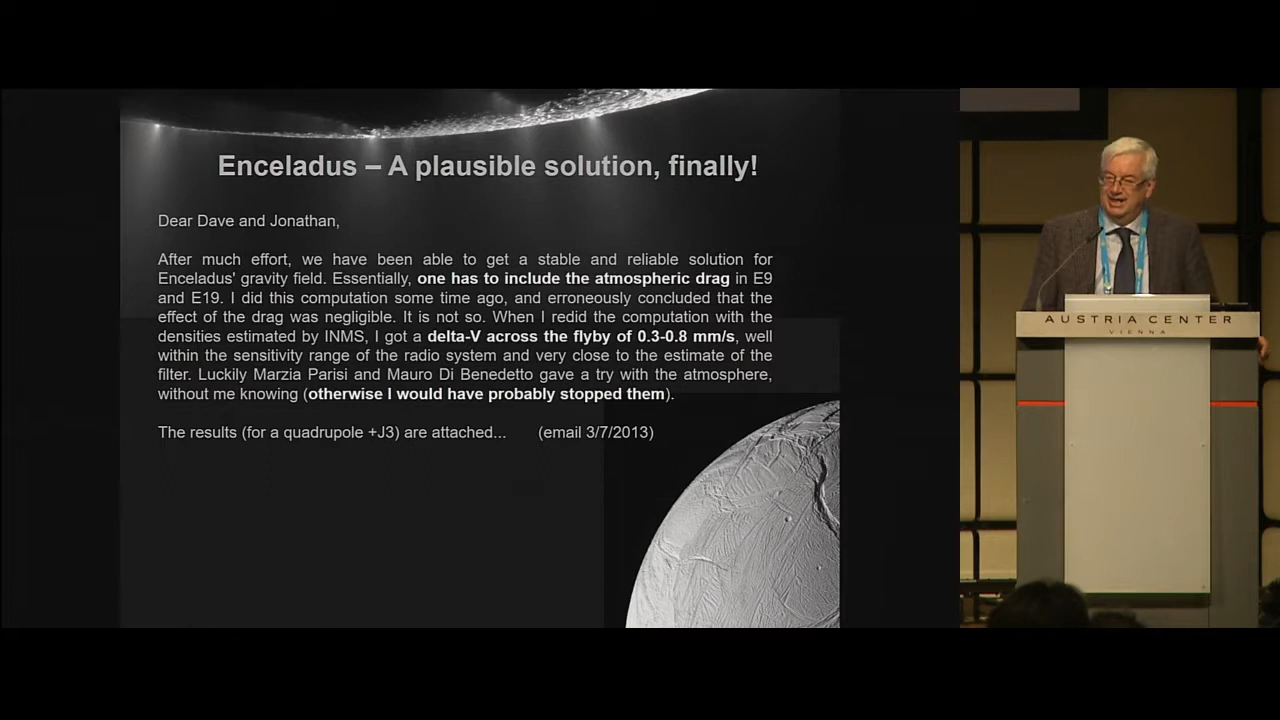 Enceladus – A plausible solution, finally!
Dear Dave and Jonathan,
After much effort, we have been able to get a stable and reliable solution for
Enceladus' gravity field. Essentially, one has to include the atmospheric drag in E9
and E19. I did this computation some time ago, and erroneously concluded that the
effect of the drag was negligible. It is not so. When I redid the computation with the
densities estimated by INMS, I got a delta-V across the flyby of 0.3-0.8 mm/s, well
within the sensitivity range of the radio system and very close to the estimate of the
filter. Luckily Marzia Parisi and Mauro Di Benedetto gave a try with the atmosphere,
without me knowing (otherwise I would have probably stopped them).
The results (for a quadrupole +J3) are attached... (email 3/7/2013)
AUSTRIA CENTER
VIENNA